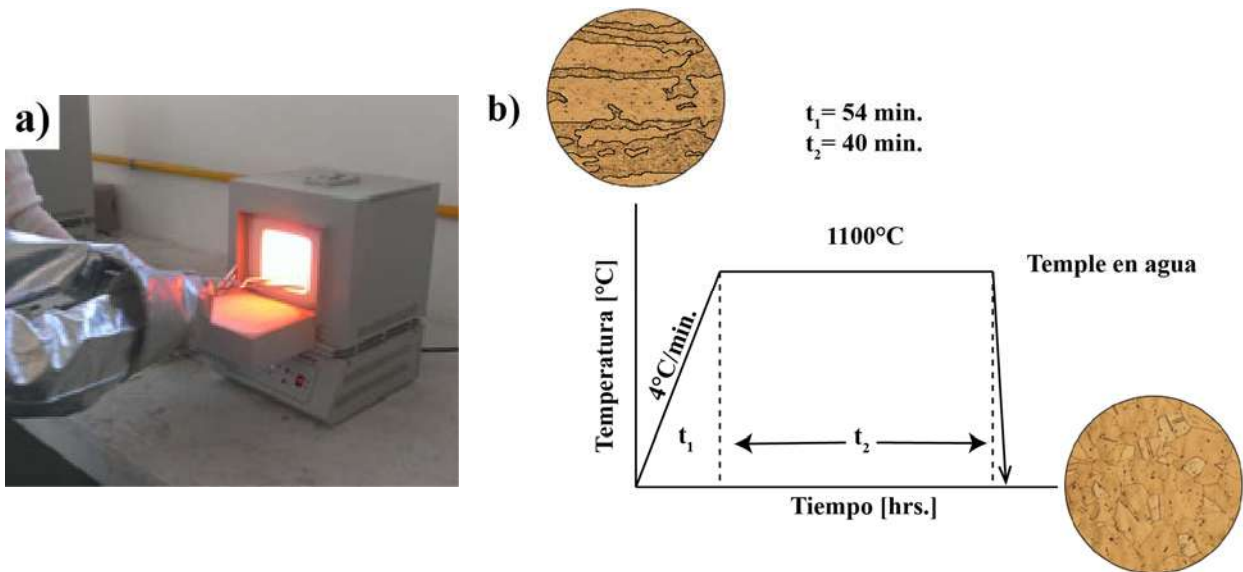 a)
b)
t₁= 54 min.
t₂= 40 min.
1100°C
Temple en agua
Temperatura [°C]
4°C/min.
t₁
t₂
Tiempo [hrs.]